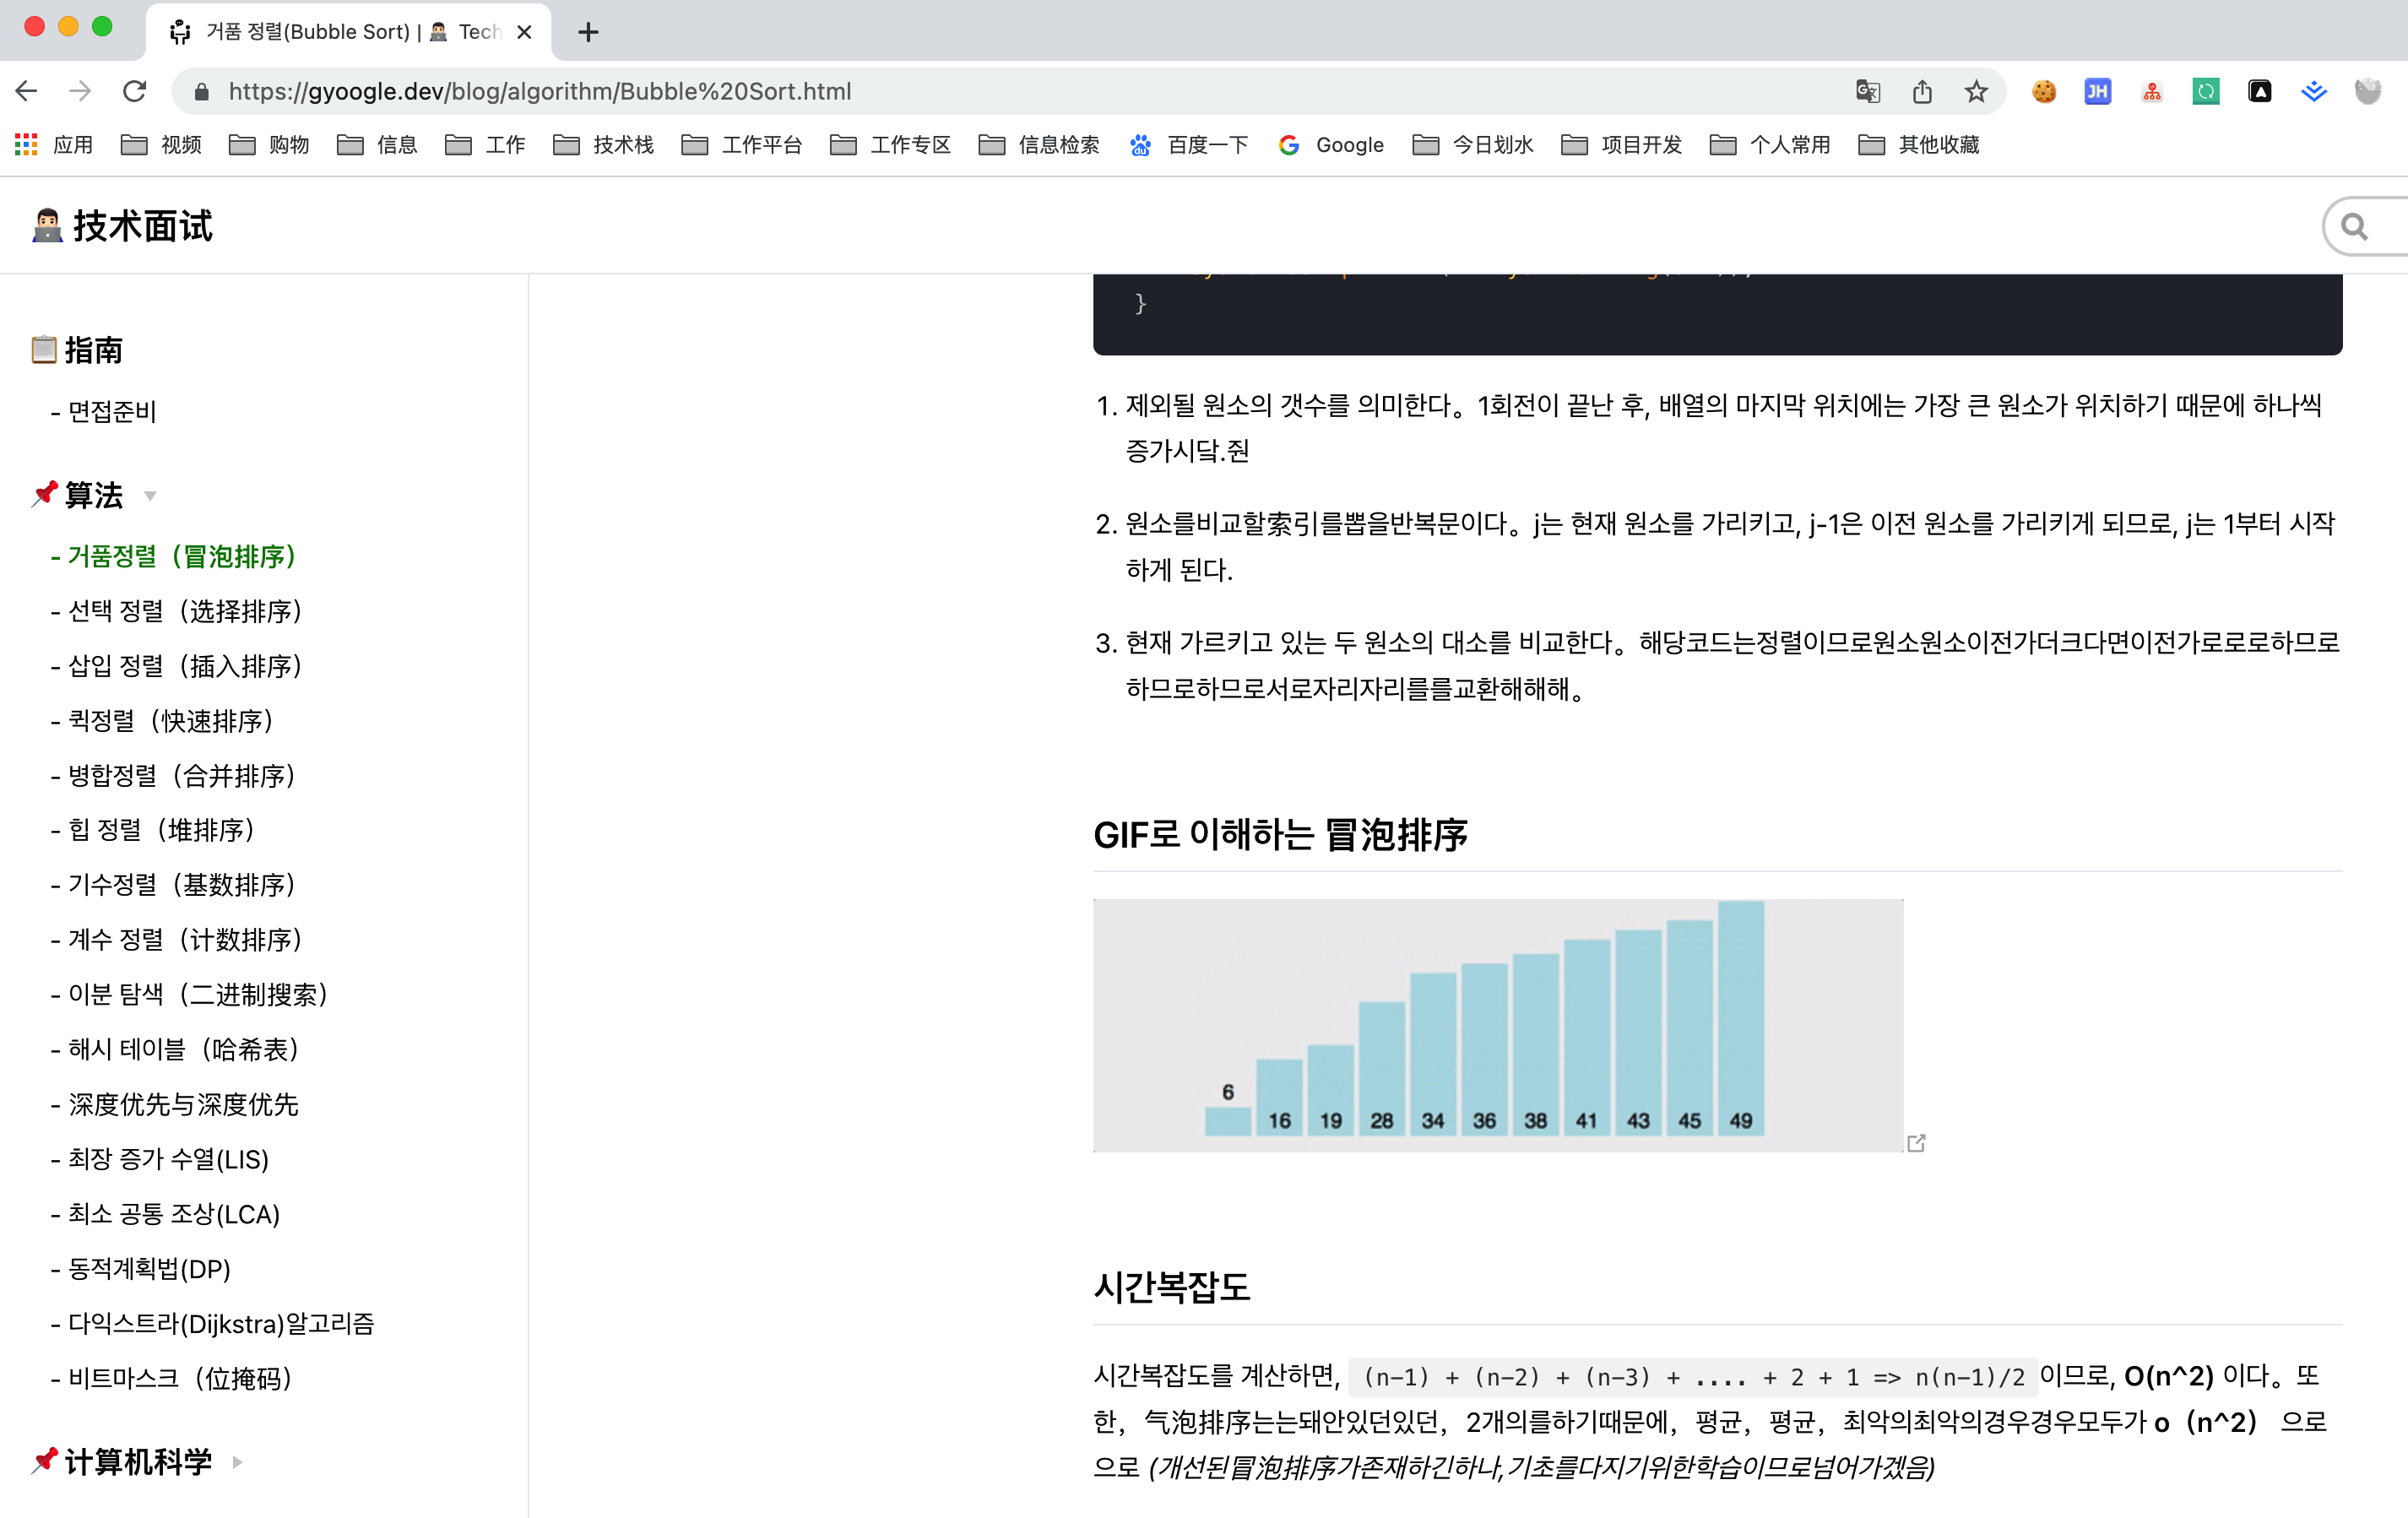 거품 정렬(Bubble Sort) | Tech
https://gyoogle.dev/blog/algorithm/Bubble%20Sort.html
应用 视频 购物 信息 工作 技术栈 工作平台 工作专区 信息检索 百度一下 Google 今日划水 项目开发 个人常用 其他收藏
技术面试
指南
- 면접준비
算法
- 거품정렬（冒泡排序）
- 선택 정렬（选择排序）
- 삽입 정렬（插入排序）
- 퀵정렬（快速排序）
- 병합정렬（合并排序）
- 힙 정렬（堆排序）
- 기수정렬（基数排序）
- 계수 정렬（计数排序）
- 이분 탐색（二进制搜索）
- 해시 테이블（哈希表）
- 深度优先与深度优先
- 최장 증가 수열(LIS)
- 최소 공통 조상(LCA)
- 동적계획법(DP)
- 다익스트라(Dijkstra)알고리즘
- 비트마스크（位掩码）
计算机科学
}
1. 제외될 원소의 갯수를 의미한다。1회전이 끝난 후, 배열의 마지막 위치에는 가장 큰 원소가 위치하기 때문에 하나씩
증가시닼.줜
2. 원소를비교할索引를뽑을반복문이다。j는 현재 원소를 가리키고, j-1은 이전 원소를 가리키게 되므로, j는 1부터 시작
하게 된다.
3. 현재 가르키고 있는 두 원소의 대소를 비교한다。해당코드는정렬이므로원소원소이전가더크다면이전가로로로하므로
하므로하므로서로자리자리를를교환해해해。
GIF로 이해하는 冒泡排序
6 16 19 28 34 36 38 41 43 45 49
시간복잡도
시간복잡도를 계산하면, (n-1) + (n-2) + (n-3) + .... + 2 + 1 => n(n-1)/2 이므로, O(n^2) 이다。또
한，气泡排序는는돼안있던있던，2개의를하기때문에，평균，평균，최악의최악의경우경우모두가 o（n^2） 으로
으로 (개선된冒泡排序가존재하긴하나,기초를다지기위한학습이므로넘어가겠음)